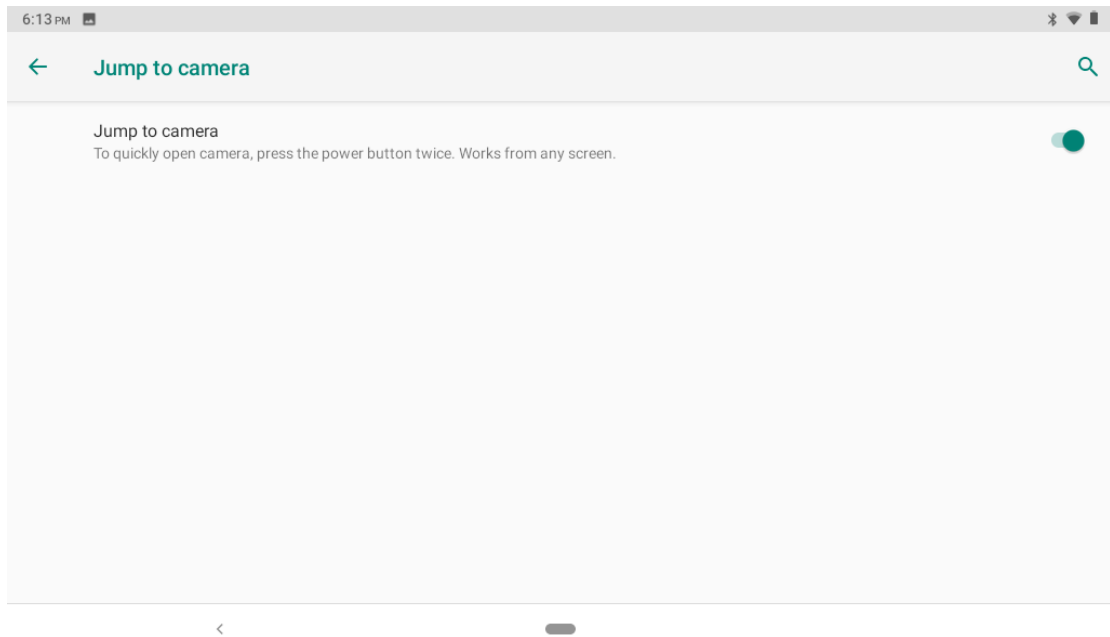 6:13 PM
Jump to camera
Jump to camera
To quickly open camera, press the power button twice. Works from any screen.